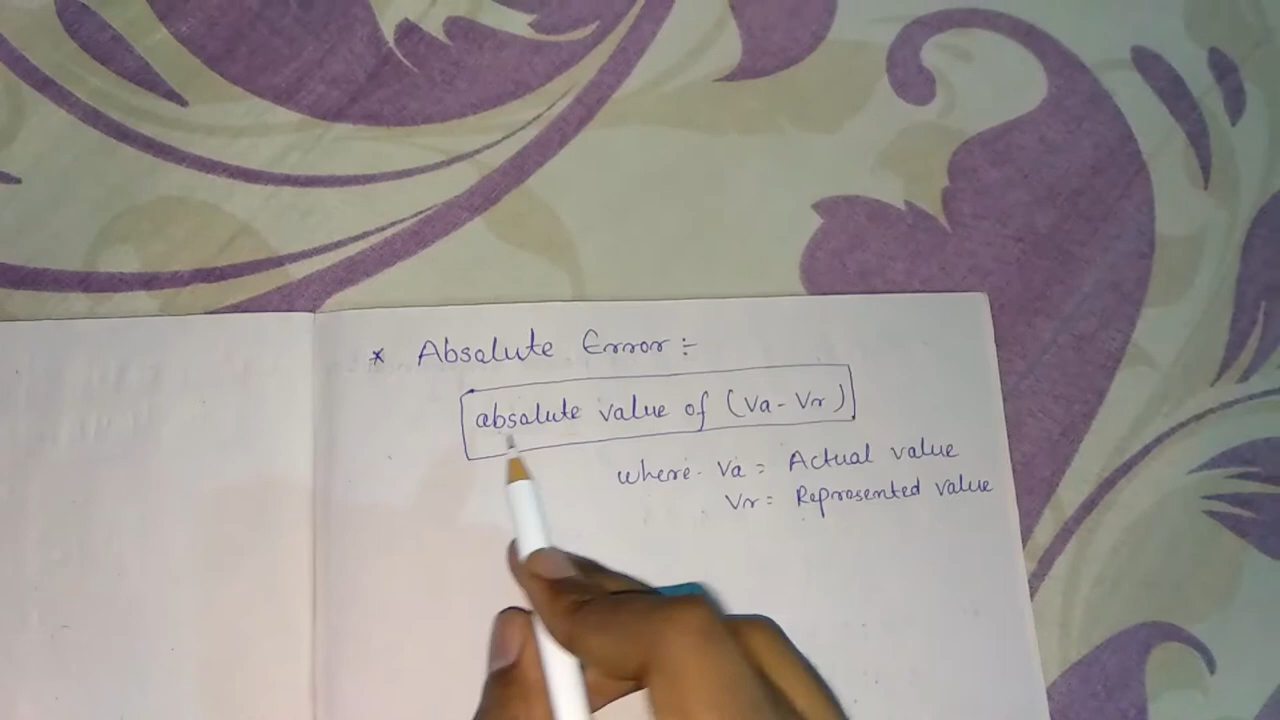 * Absolute Error :-
absolute value of (Va - Vr)
where. Va = Actual value
Vr = Represented value